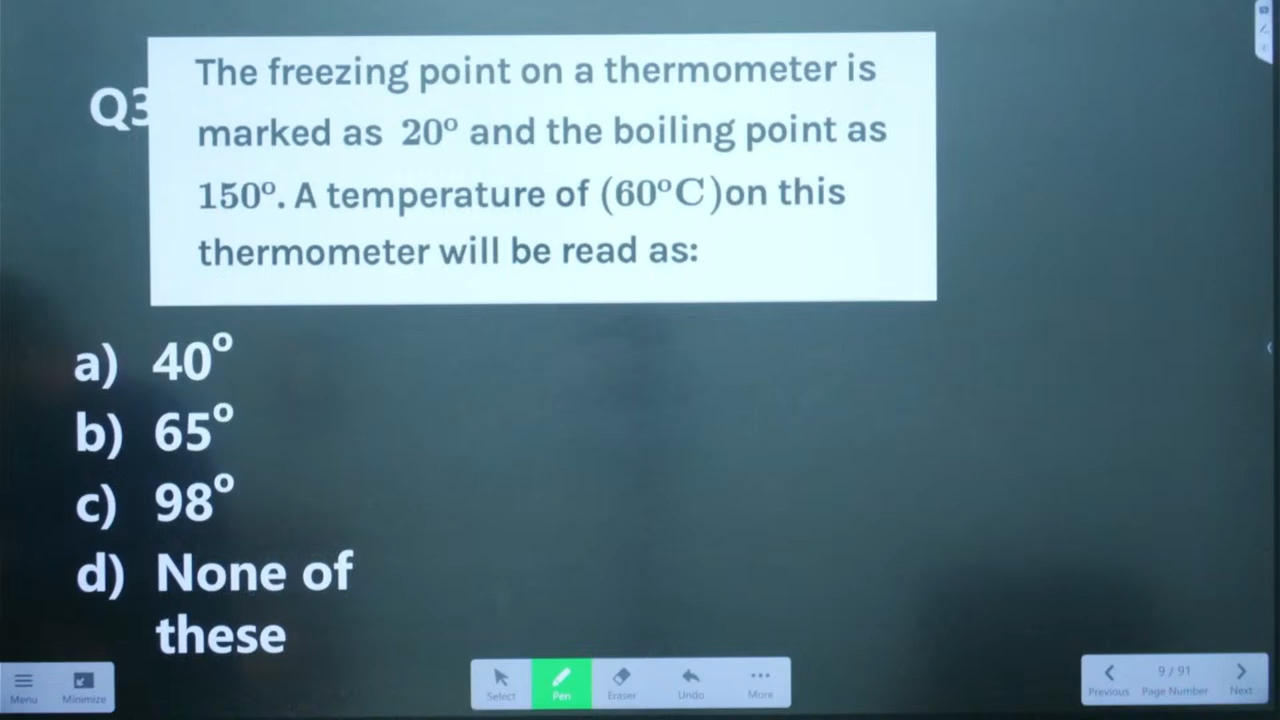 Q3
The freezing point on a thermometer is
marked as 20° and the boiling point as
150°. A temperature of (60°C)on this
thermometer will be read as:
a) 40°
b) 65°
c) 98°
d) None of
these
Menu
Minimize
Select
Pen
Eraser
Undo
More
Previous
9 / 91
Page Number
Next